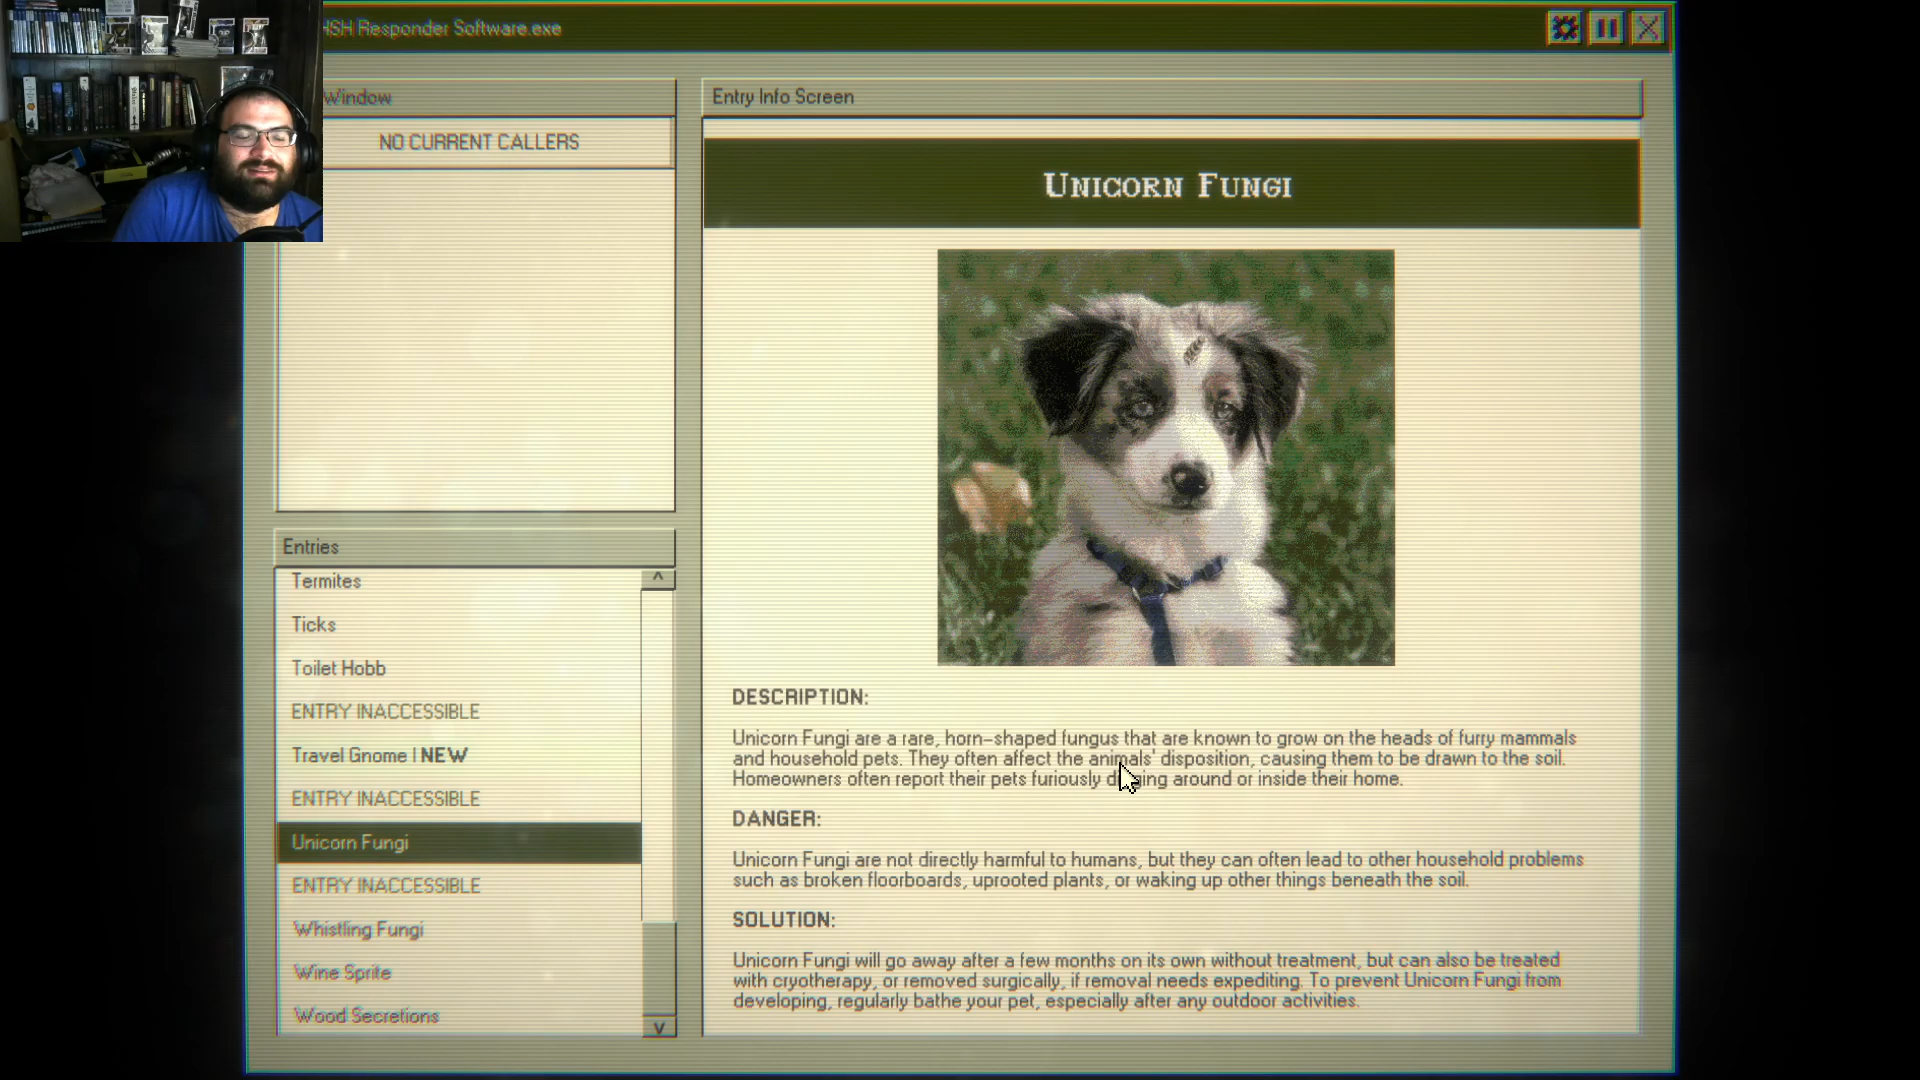 HSH Responder Software.exe
Window
NO CURRENT CALLERS
Entries
Termites
Ticks
Toilet Hobb
ENTRY INACCESSIBLE
Travel Gnome | NEW
ENTRY INACCESSIBLE
Unicorn Fungi
ENTRY INACCESSIBLE
Whistling Fungi
Wine Sprite
Wood Secretions
Entry Info Screen
Unicorn Fungi
DESCRIPTION:
Unicorn Fungi are a rare, horn-shaped fungus that are known to grow on the heads of furry mammals
and household pets. They often affect the animals' disposition, causing them to be drawn to the soil.
Homeowners often report their pets furiously digging around or inside their home.
DANGER:
Unicorn Fungi are not directly harmful to humans, but they can often lead to other household problems
such as broken floorboards, uprooted plants, or waking up other things beneath the soil.
SOLUTION:
Unicorn Fungi will go away after a few months on its own without treatment, but can also be treated
with cryotherapy, or removed surgically, if removal needs expediting. To prevent Unicorn Fungi from
developing, regularly bathe your pet, especially after any outdoor activities.